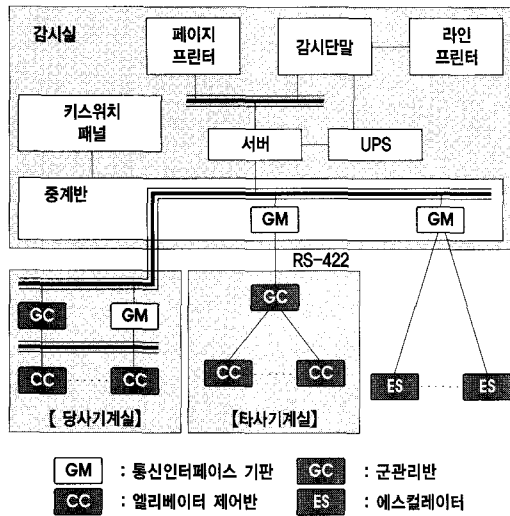 감시실
페이지
프린터
감시단말
라인
프린터
키스위치
패널
서버
UPS
중계반
GM
GM
RS-422
GC
GM
GC
CC
CC
CC
CC
ES
ES
【 당사기계실】
【타사기계실】
GM : 통신인터페이스 기판
GC : 군관리반
CC : 엘리베이터 제어반
ES : 에스컬레이터